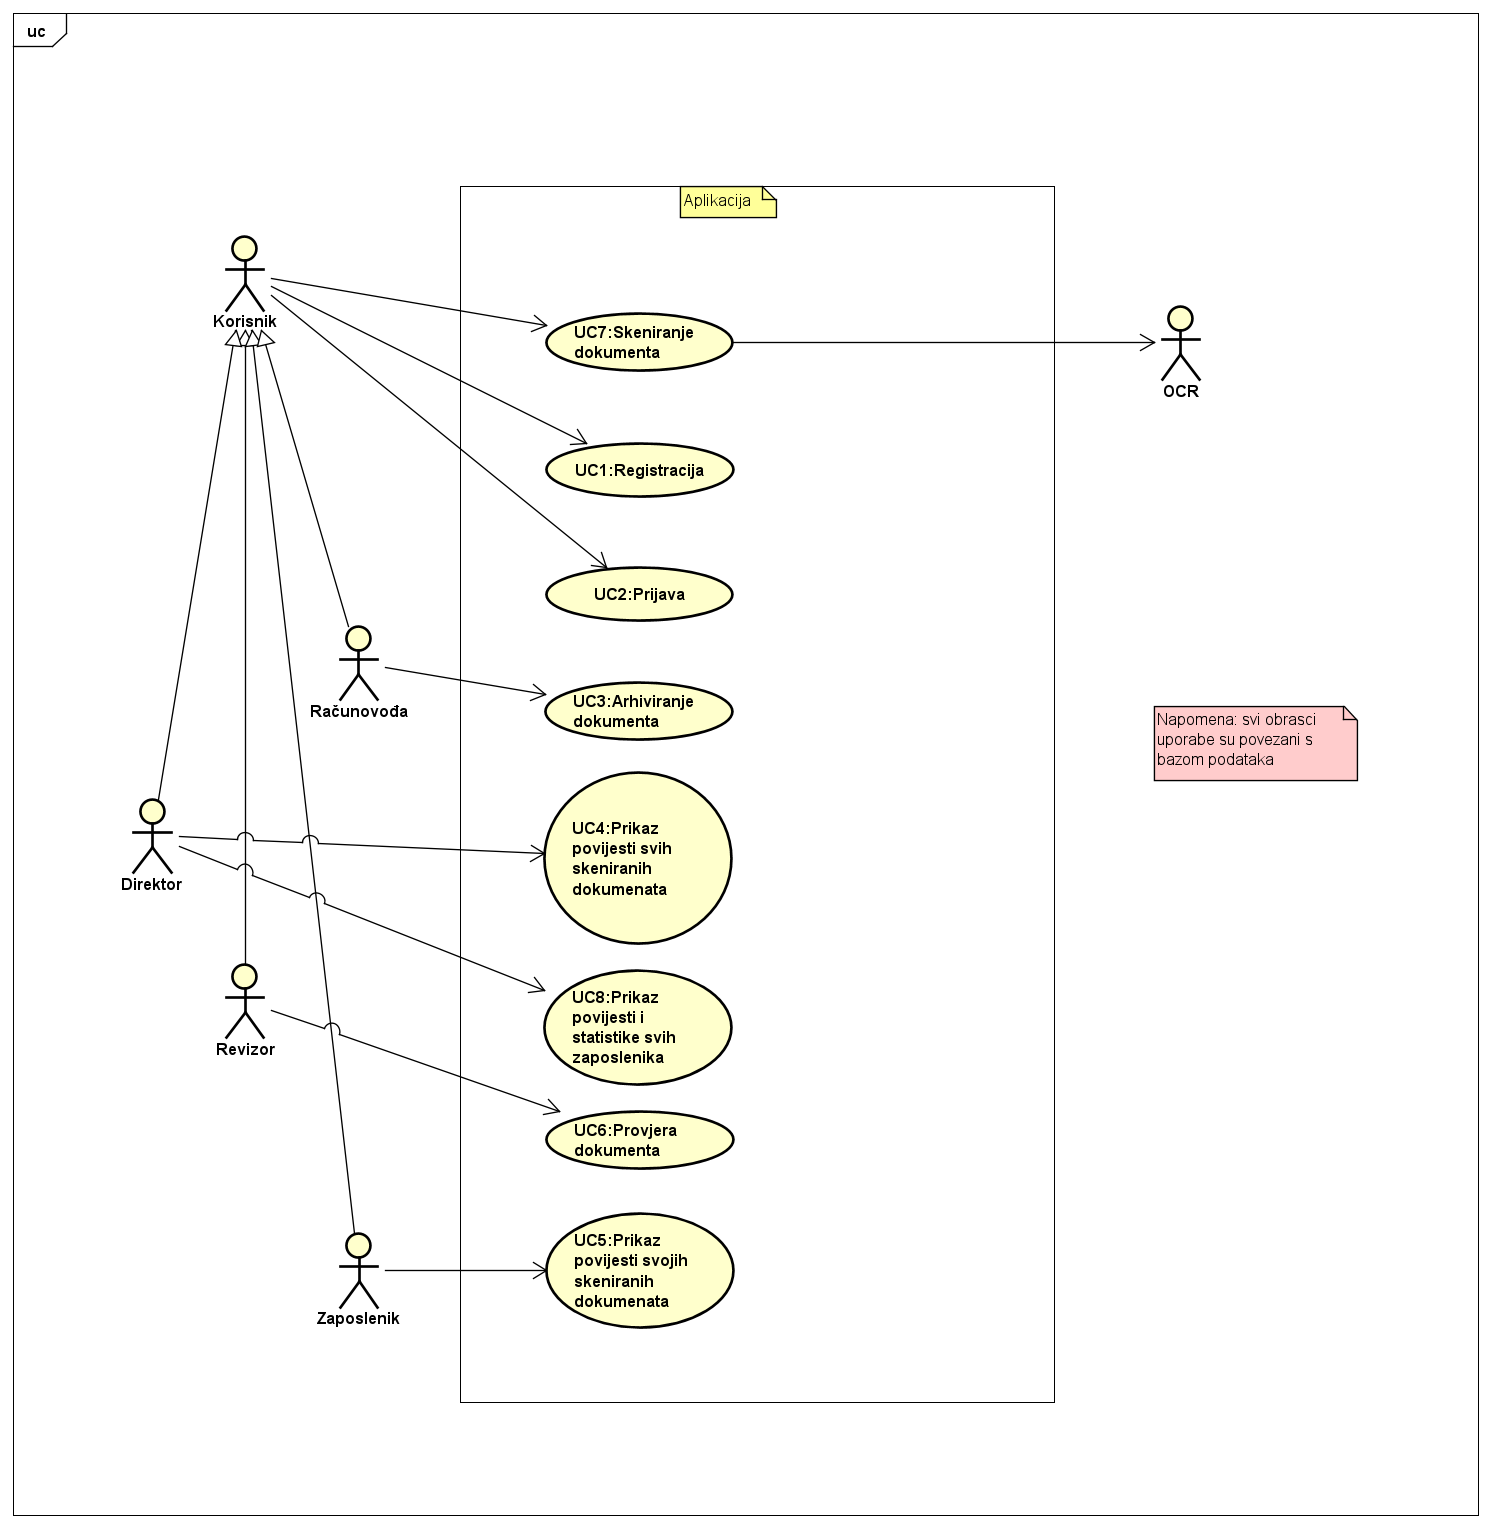 uc
Aplikacija
Korisnik
UC7:Skeniranje
dokumenta
OCR
UC1:Registracija
UC2:Prijava
Računovođa
UC3:Arhiviranje
dokumenta
Napomena: svi obrasci
uporabe su povezani s
bazom podataka
Direktor
UC4:Prikaz
povijesti svih
skeniranih
dokumenata
UC8:Prikaz
povijesti i
statistike svih
zaposlenika
Revizor
UC6:Provjera
dokumenta
UC5:Prikaz
povijesti svojih
skeniranih
dokumenata
Zaposlenik